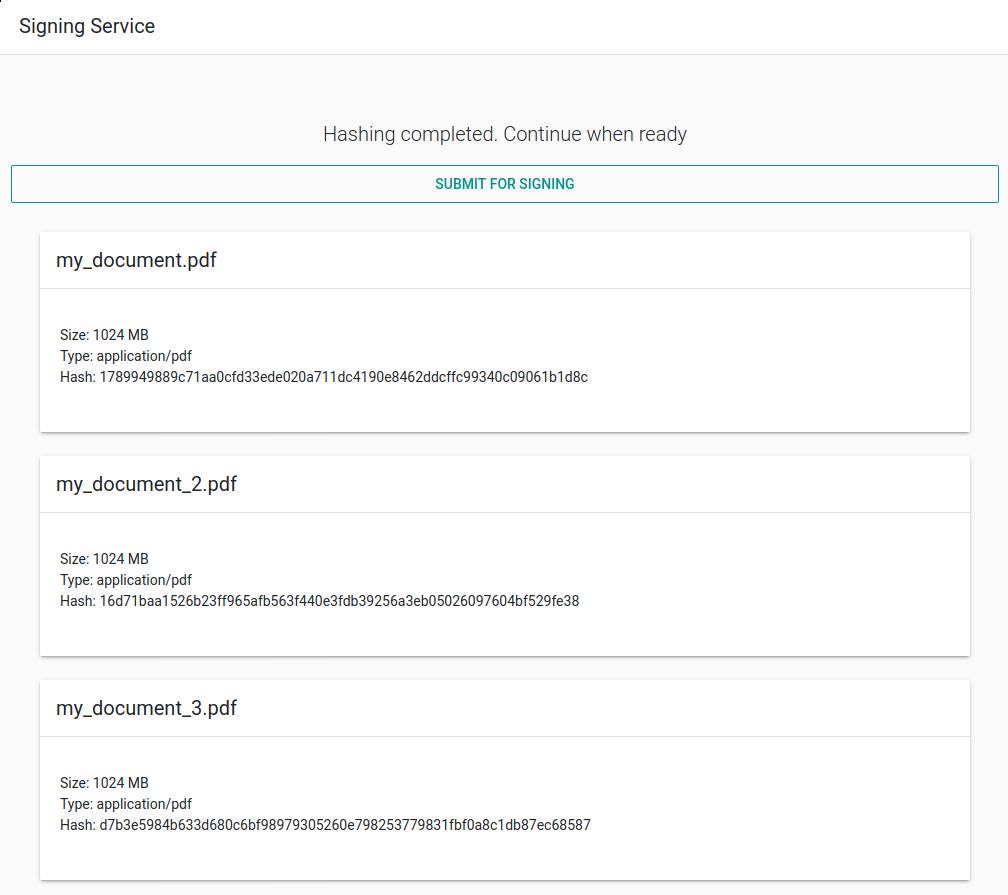 Signing Service
Hashing completed. Continue when ready
SUBMIT FOR SIGNING
my_document.pdf
Size: 1024 MB
Type: application/pdf
Hash: 1789949889c71aa0cfd33ede020a711dc4190e8462ddcffc99340c09061b1d8c
my_document_2.pdf
Size: 1024 MB
Type: application/pdf
Hash: 16d71baa1526b23ff965afb563f440e3fdb39256a3eb05026097604bf529fe38
my_document_3.pdf
Size: 1024 MB
Type: application/pdf
Hash: d7b3e5984b633d680c6bf98979305260e798253779831fbf0a8c1db87ec68587